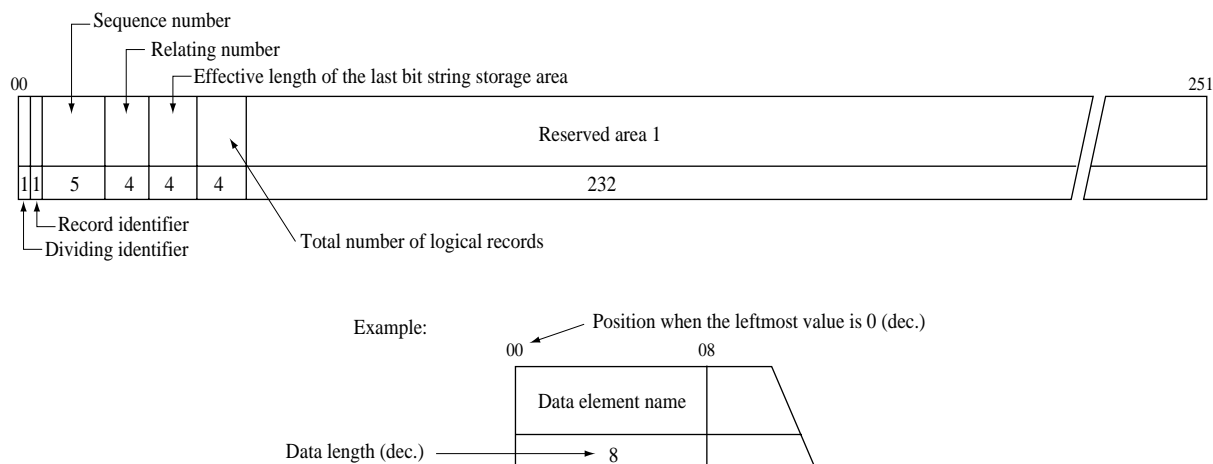 Sequence number
Relating number
Effective length of the last bit string storage area
00 251
Reserved area 1
1 1 5 4 4 4 232
Record identifier
Dividing identifier
Total number of logical records
Example:
Position when the leftmost value is 0 (dec.)
00 08
Data element name
Data length (dec.) 8